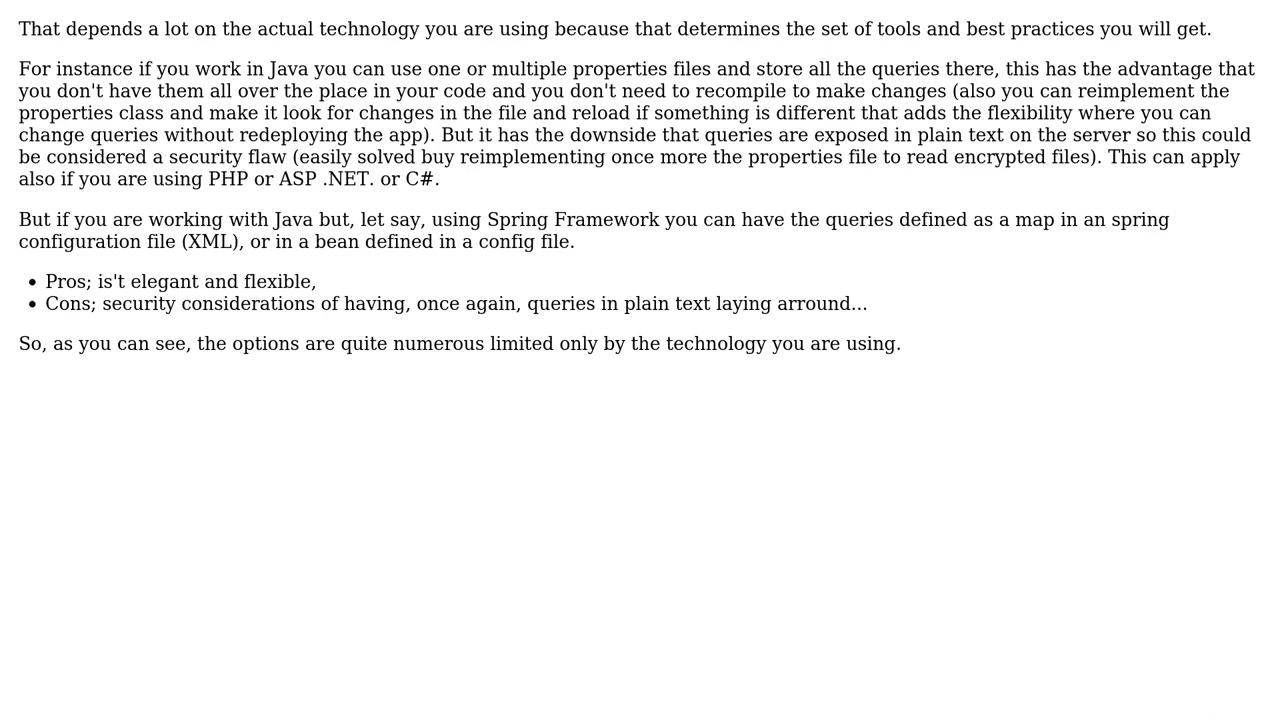 That depends a lot on the actual technology you are using because that determines the set of tools and best practices you will get.
For instance if you work in Java you can use one or multiple properties files and store all the queries there, this has the advantage that
you don't have them all over the place in your code and you don't need to recompile to make changes (also you can reimplement the
properties class and make it look for changes in the file and reload if something is different that adds the flexibility where you can
change queries without redeploying the app). But it has the downside that queries are exposed in plain text on the server so this could
be considered a security flaw (easily solved buy reimplementing once more the properties file to read encrypted files). This can apply
also if you are using PHP or ASP .NET. or C#.
But if you are working with Java but, let say, using Spring Framework you can have the queries defined as a map in an spring
configuration file (XML), or in a bean defined in a config file.
• Pros; is't elegant and flexible,
• Cons; security considerations of having, once again, queries in plain text laying arround...
So, as you can see, the options are quite numerous limited only by the technology you are using.